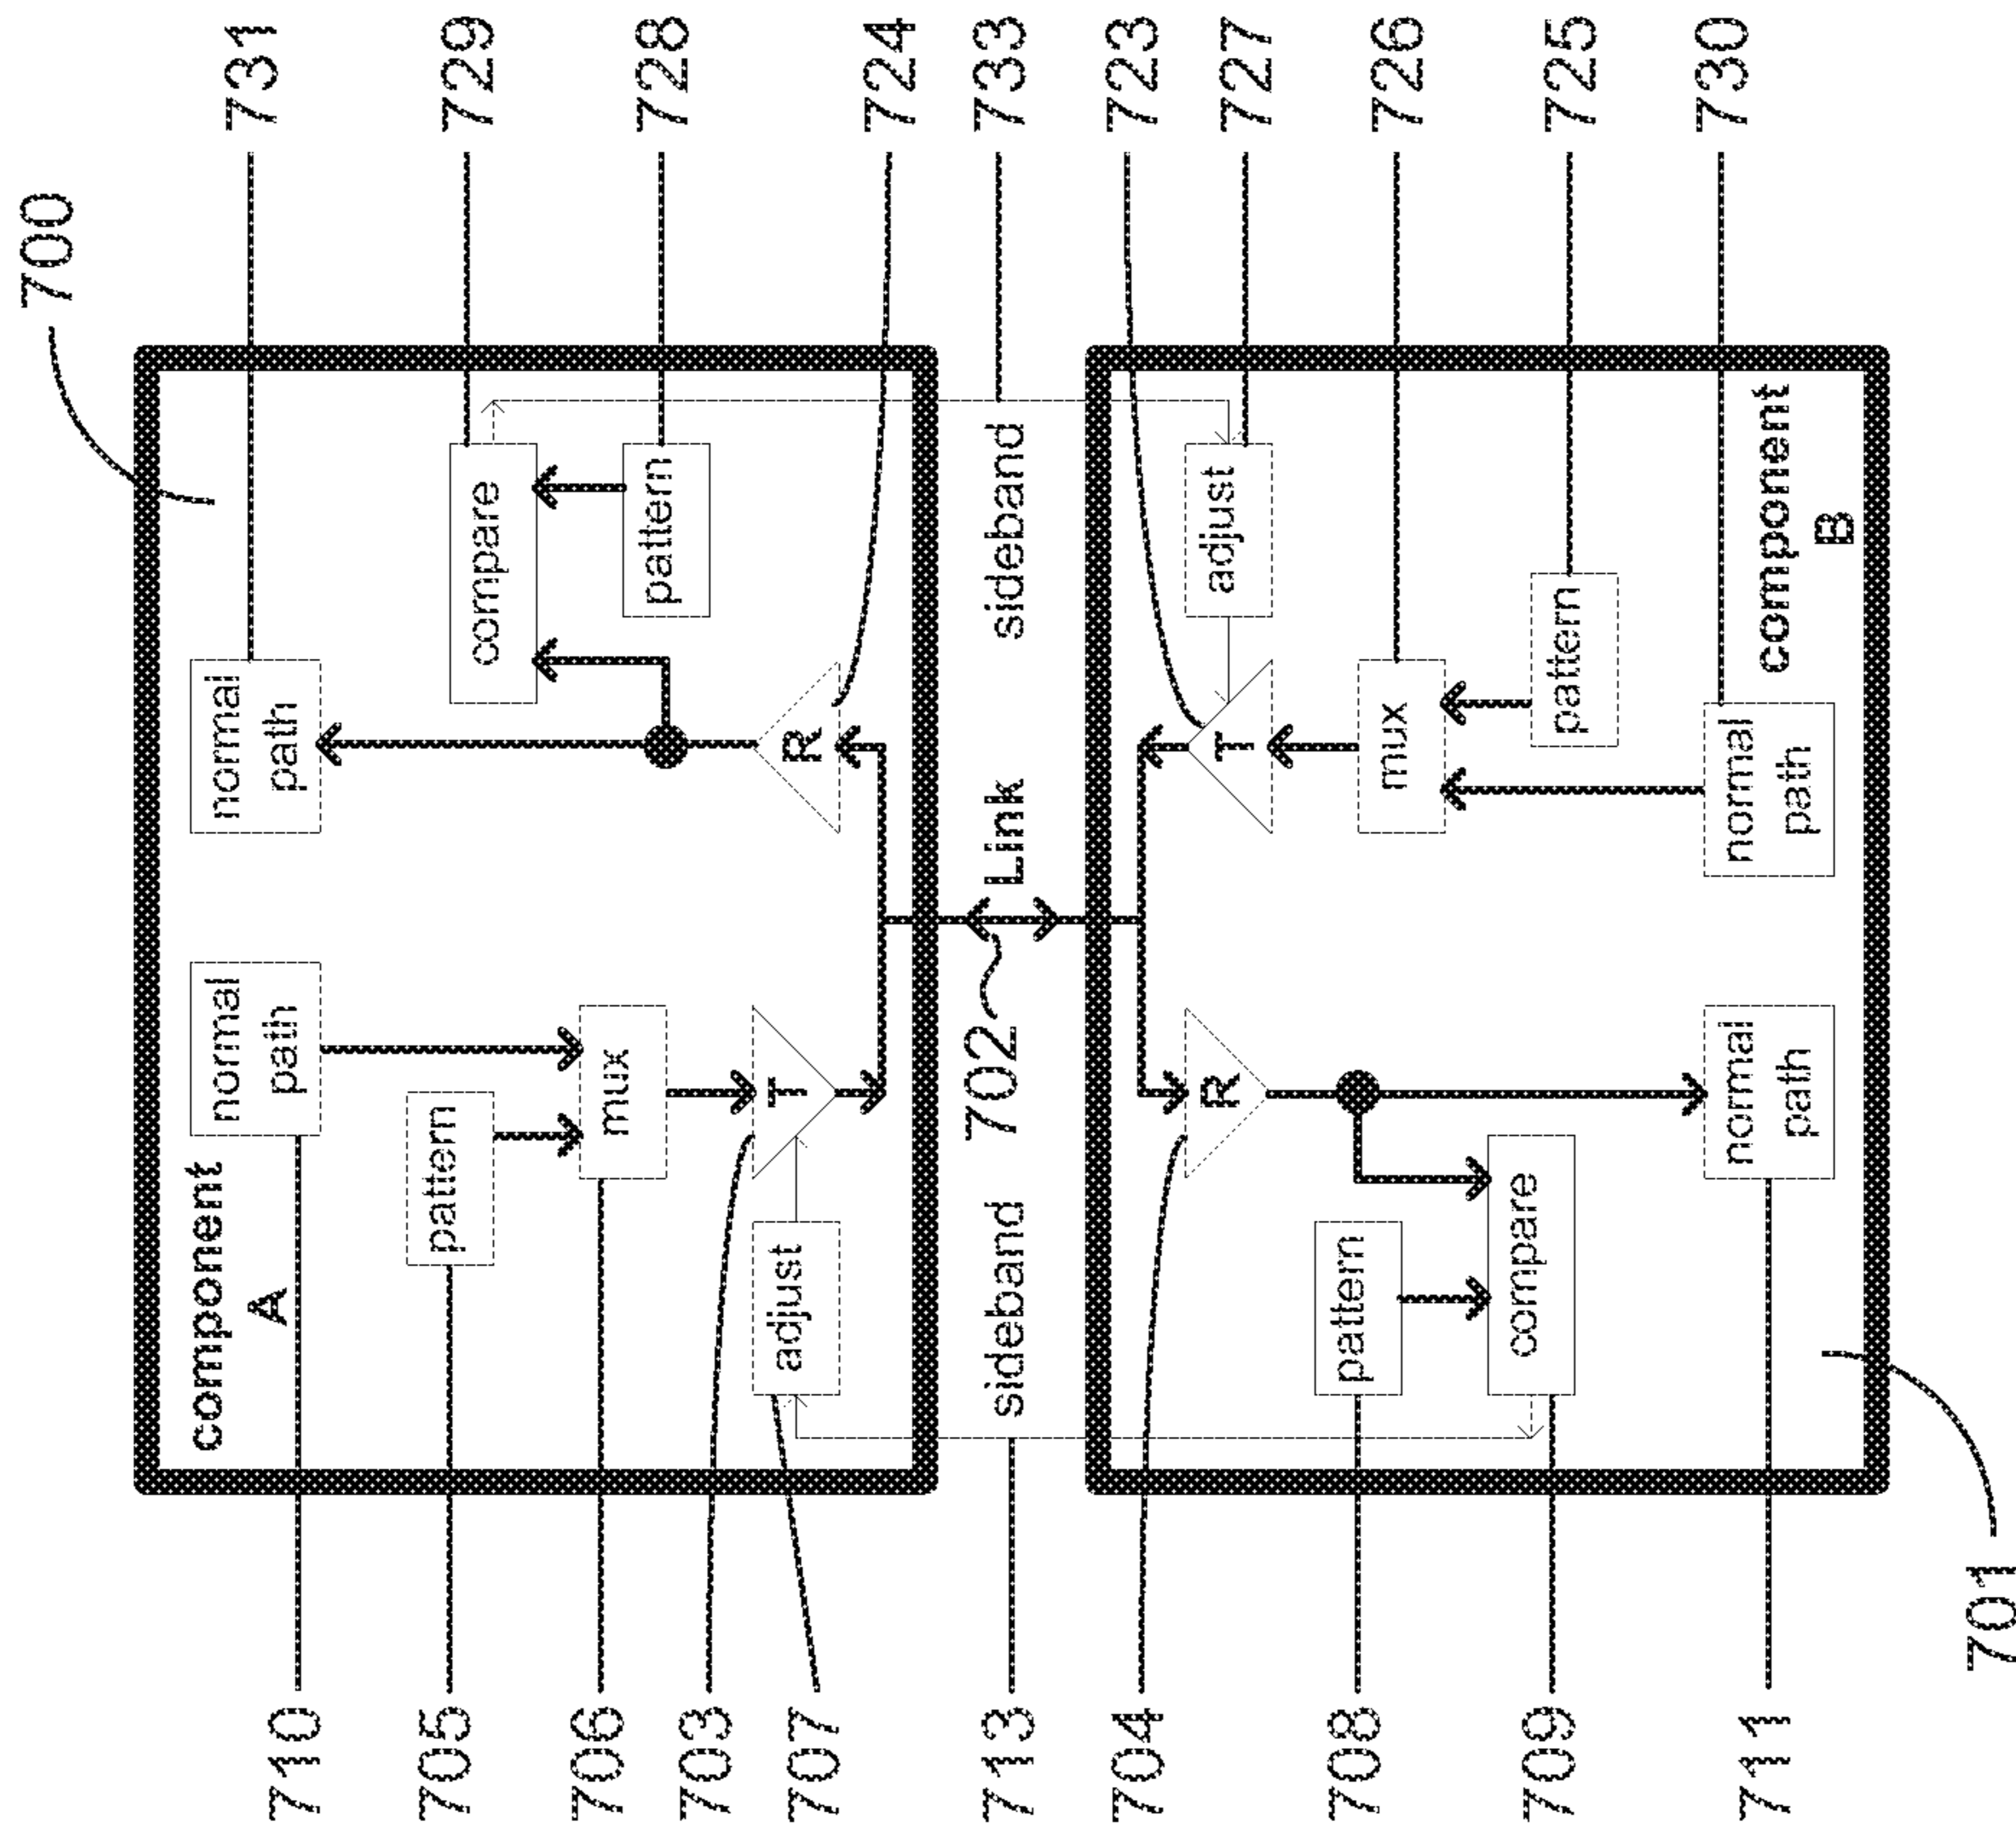 700
731
729
728
724
733
723
727
726
725
730
component
A
normal
path
pattern
mux
T
adjust
normal
path
compare
pattern
R
sideband
702
Link
sideband
R
pattern
compare
normal
path
T
adjust
mux
pattern
normal
path
component
B
710
705
706
703
707
713
704
708
709
711
701